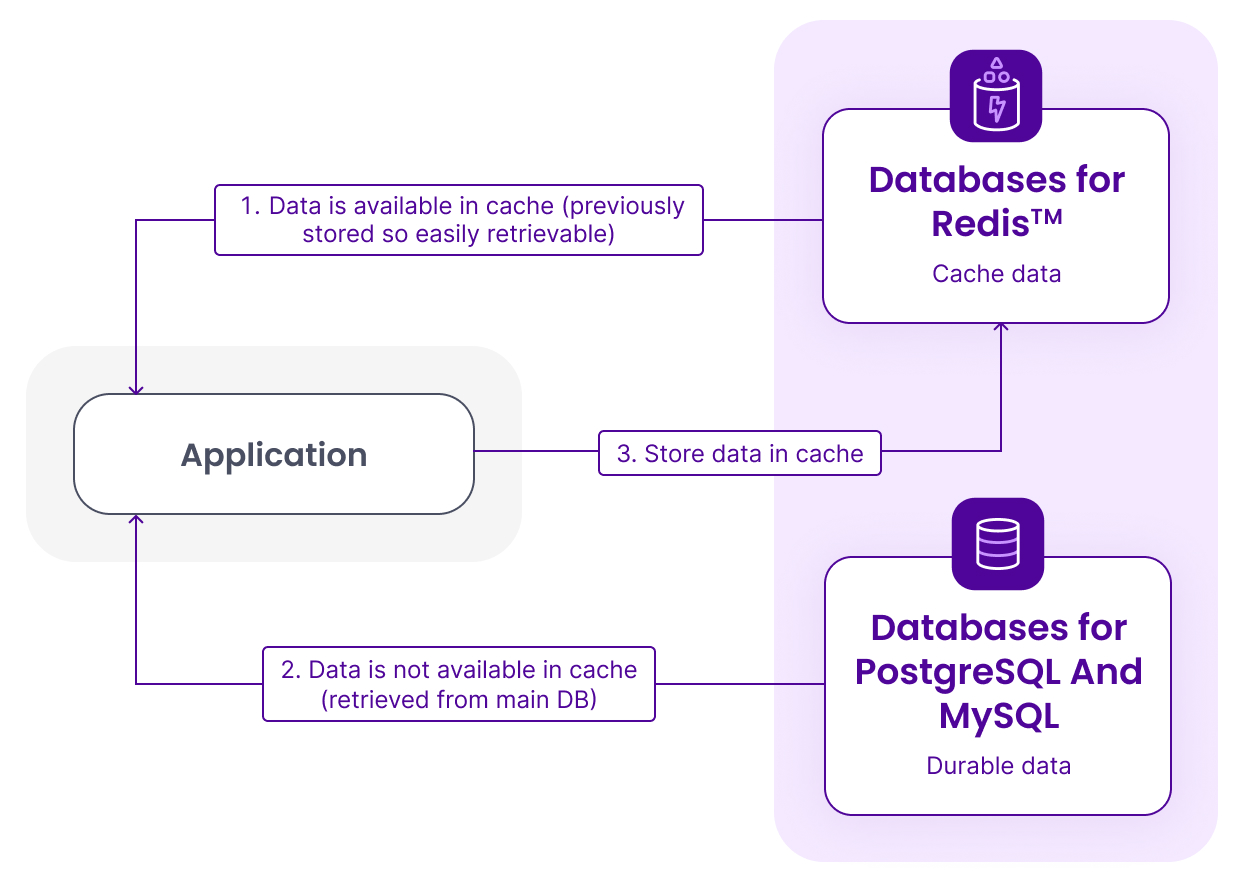 Databases for
Redis™
Cache data
1. Data is available in cache (previously
stored so easily retrievable)
Application
3. Store data in cache
Databases for
PostgreSQL And
MySQL
Durable data
2. Data is not available in cache
(retrieved from main DB)